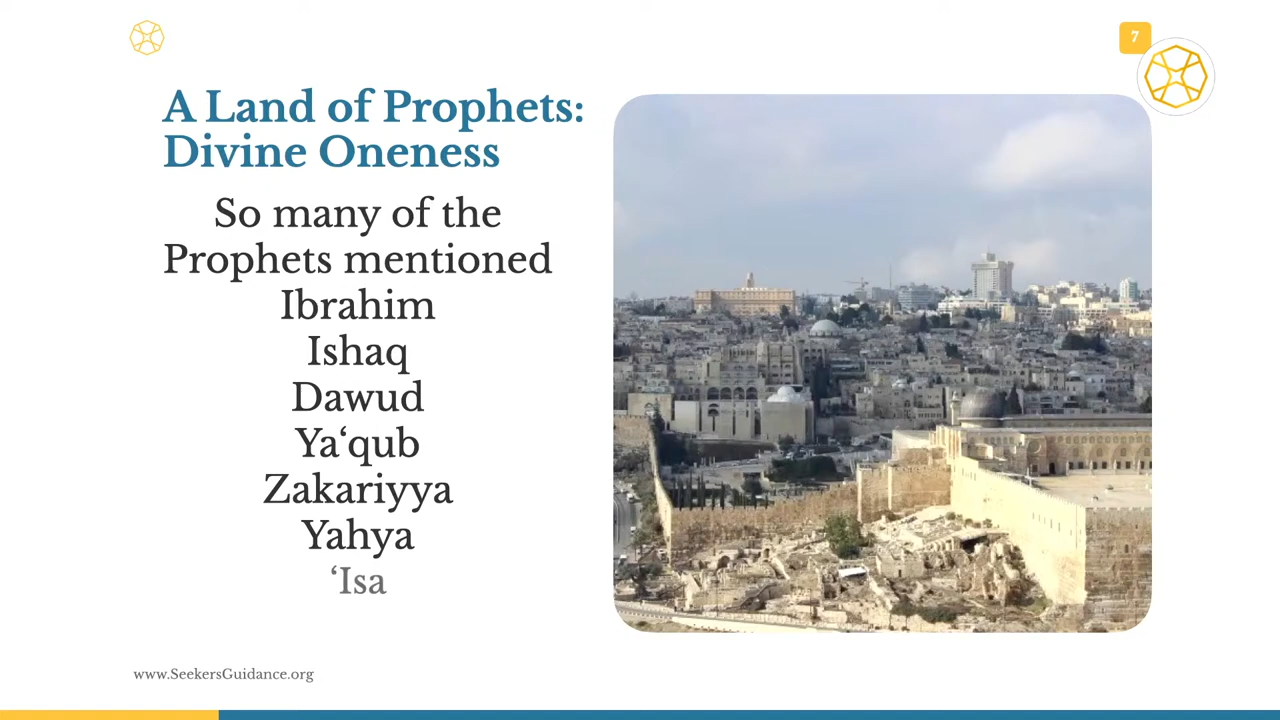 7
A Land of Prophets:
Divine Oneness
So many of the
Prophets mentioned
Ibrahim
Ishaq
Dawud
Ya‘qub
Zakariyya
Yahya
‘Isa
www.SeekersGuidance.org